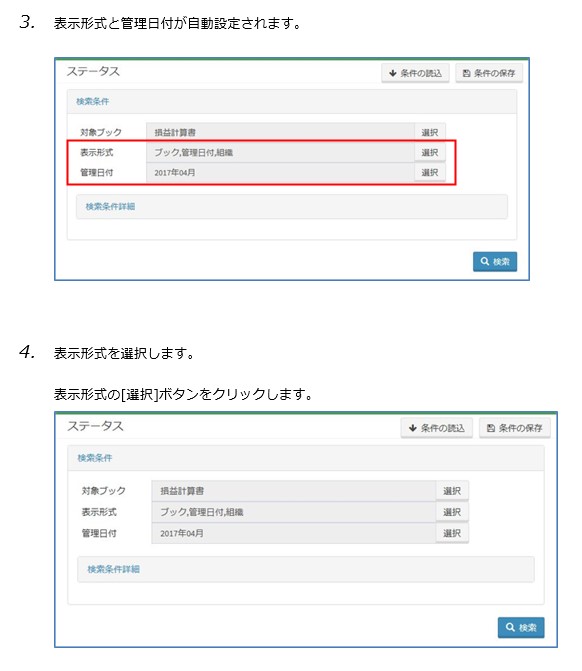 3. 表示形式と管理日付が自動設定されます。
ステータス 条件の読込 条件の保存
検索条件
対象ブック 損益計算書 選択
表示形式 ブック,管理日付,組織 選択
管理日付 2017年04月 選択
検索条件詳細
検索
4. 表示形式を選択します。
表示形式の[選択]ボタンをクリックします。
ステータス 条件の読込 条件の保存
検索条件
対象ブック 損益計算書 選択
表示形式 ブック,管理日付,組織 選択
管理日付 2017年04月 選択
検索条件詳細
検索